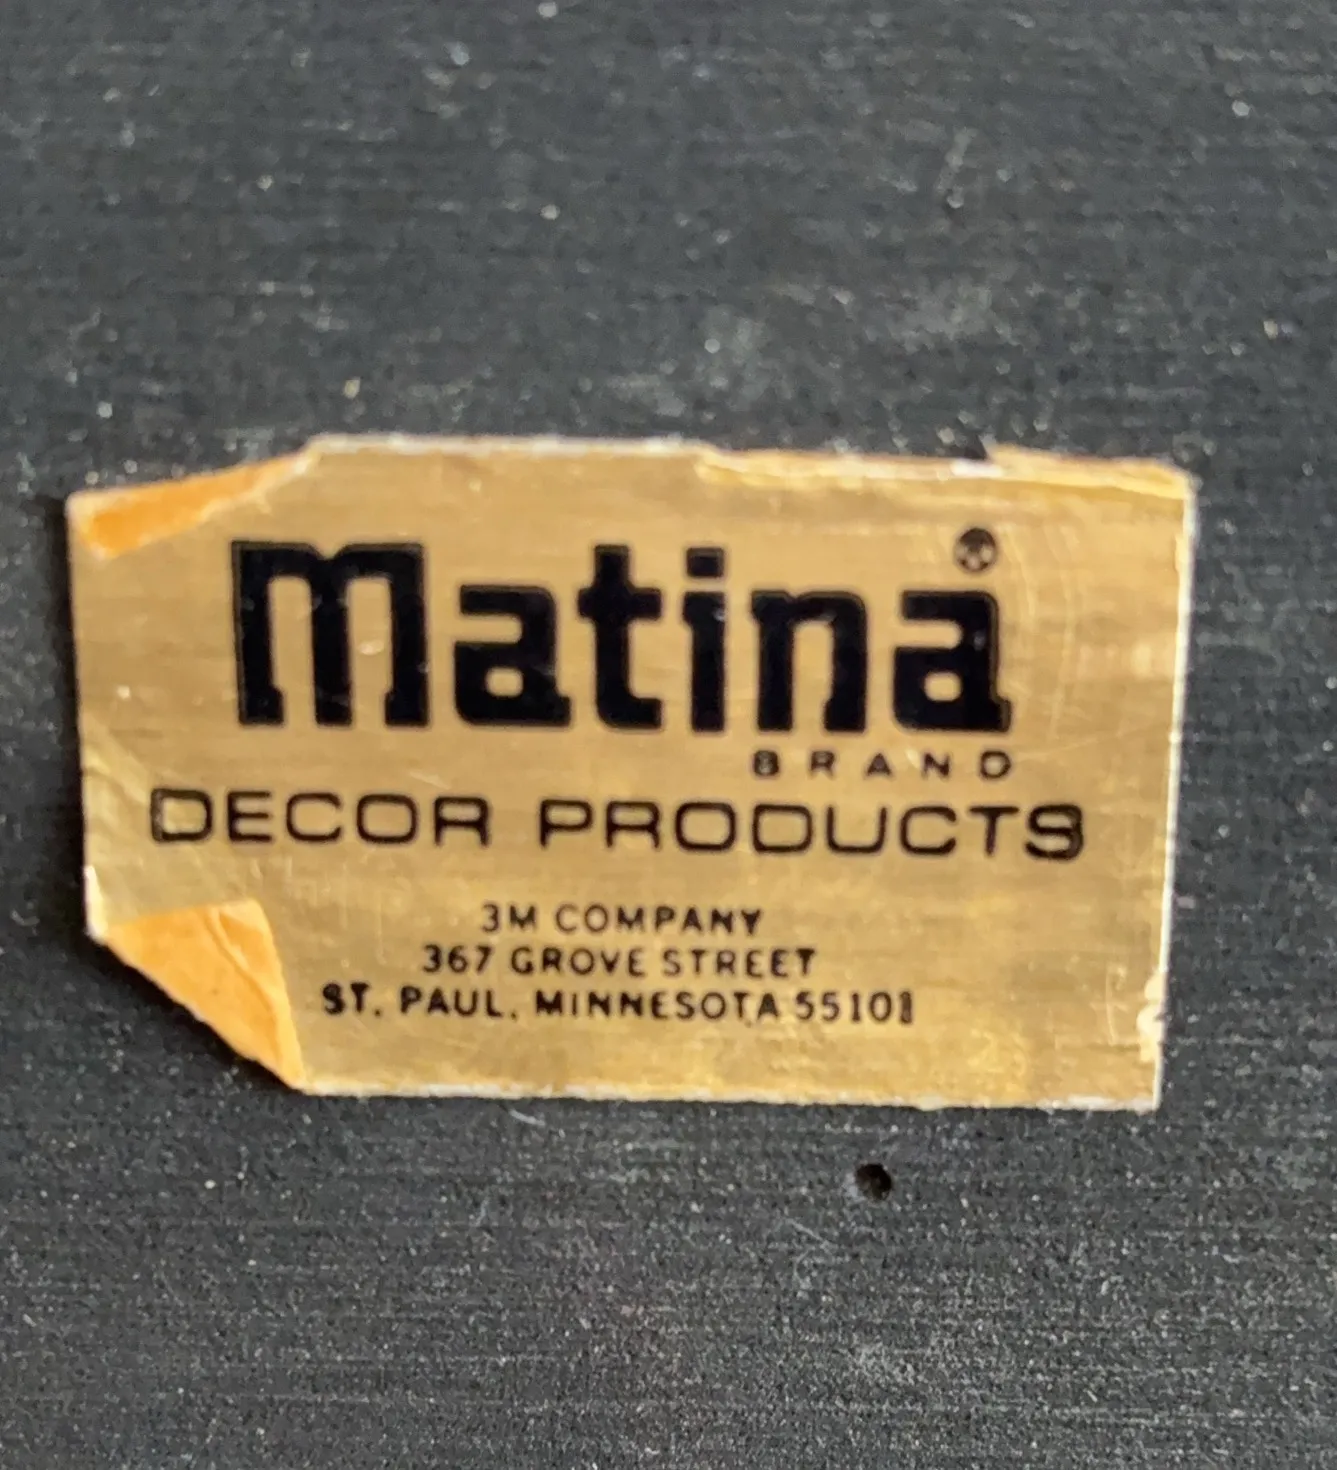 matina®
BRAND
DECOR PRODUCTS
3M COMPANY
367 GROVE STREET
ST. PAUL, MINNESOTA 55101